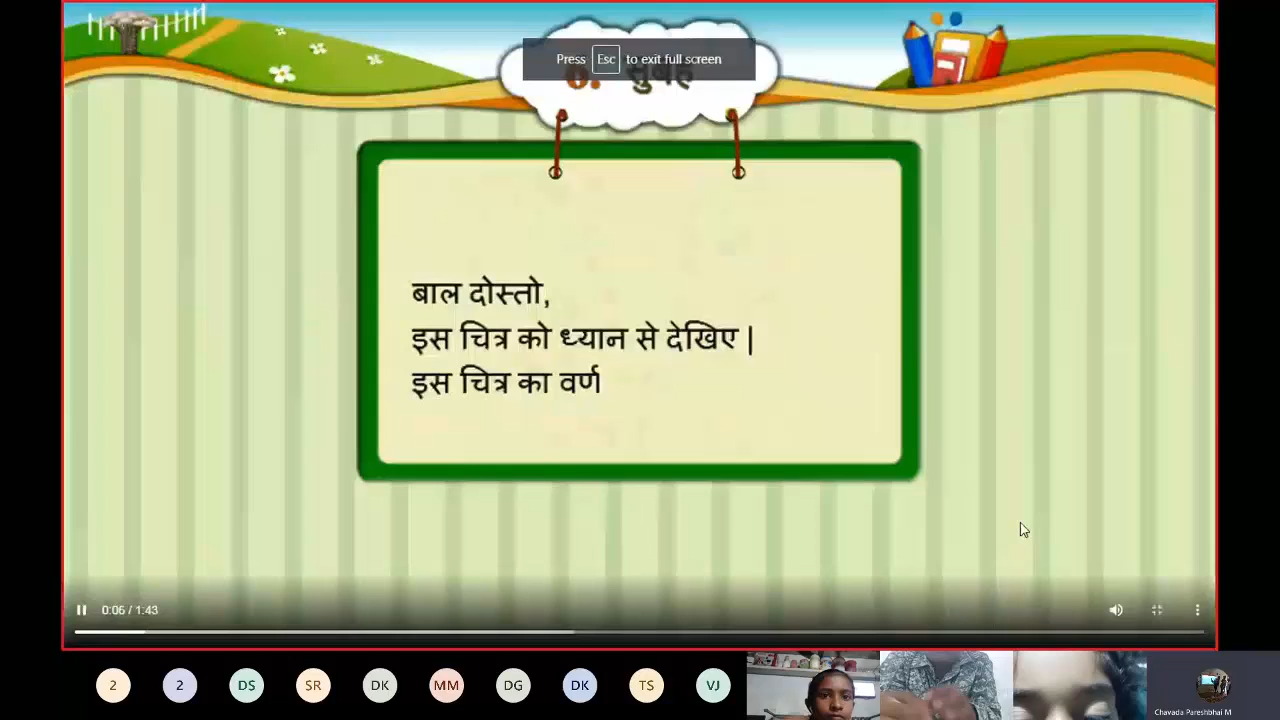 Press Esc to exit full screen
सुबह
बाल दोस्तो,
इस चित्र को ध्यान से देखिए |
इस चित्र का वर्ण
0:06 / 1:43
2 2 DS SR DK MM DG DK TS VJ
Chavada Pareshbhai M